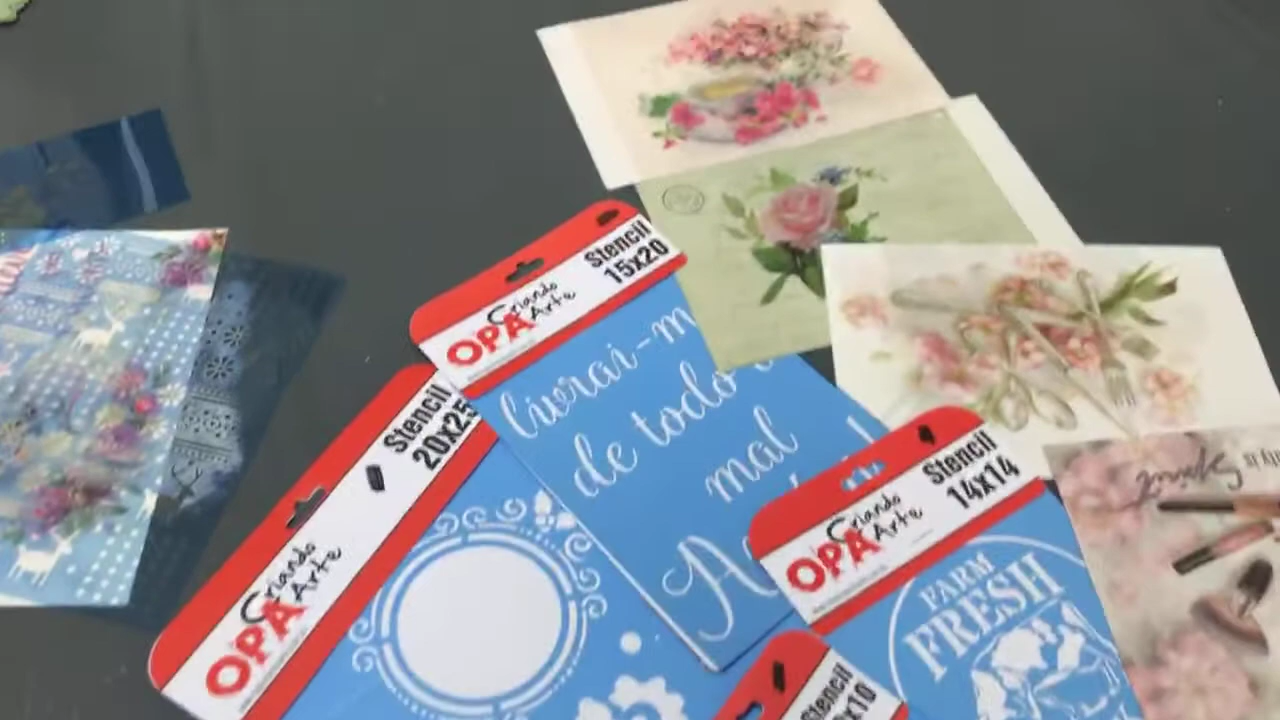 Stencil
15x20
Criando
Arte
OPA
livrai-m
de todo o
mal
Stencil
20x25
Criando
Arte
OPA
Stencil
14x14
Criando
Arte
OPA
FARM
FRESH
Stencil
x10